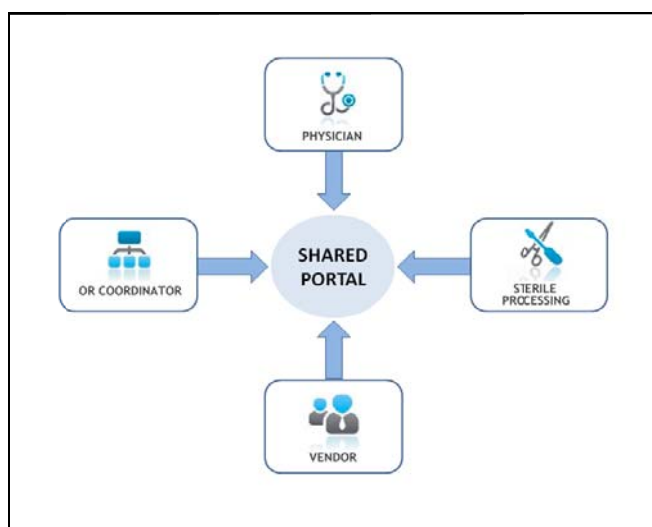 PHYSICIAN
OR COORDINATOR
SHARED
PORTAL
STERILE
PROCESSING
VENDOR